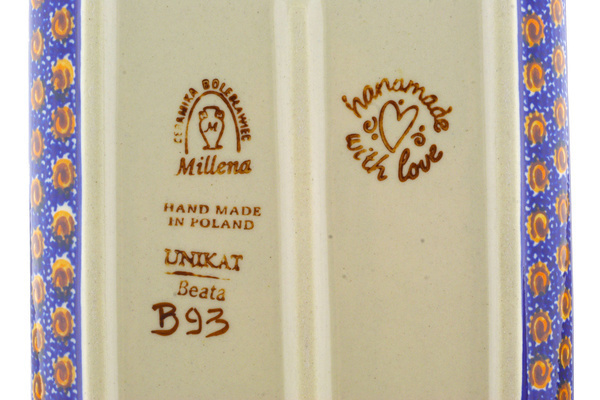 CERAMIKA BOLESŁAWIEC
M
Millena
HAND MADE
IN POLAND
UNIKAT
Beata
B93
handmade
with love